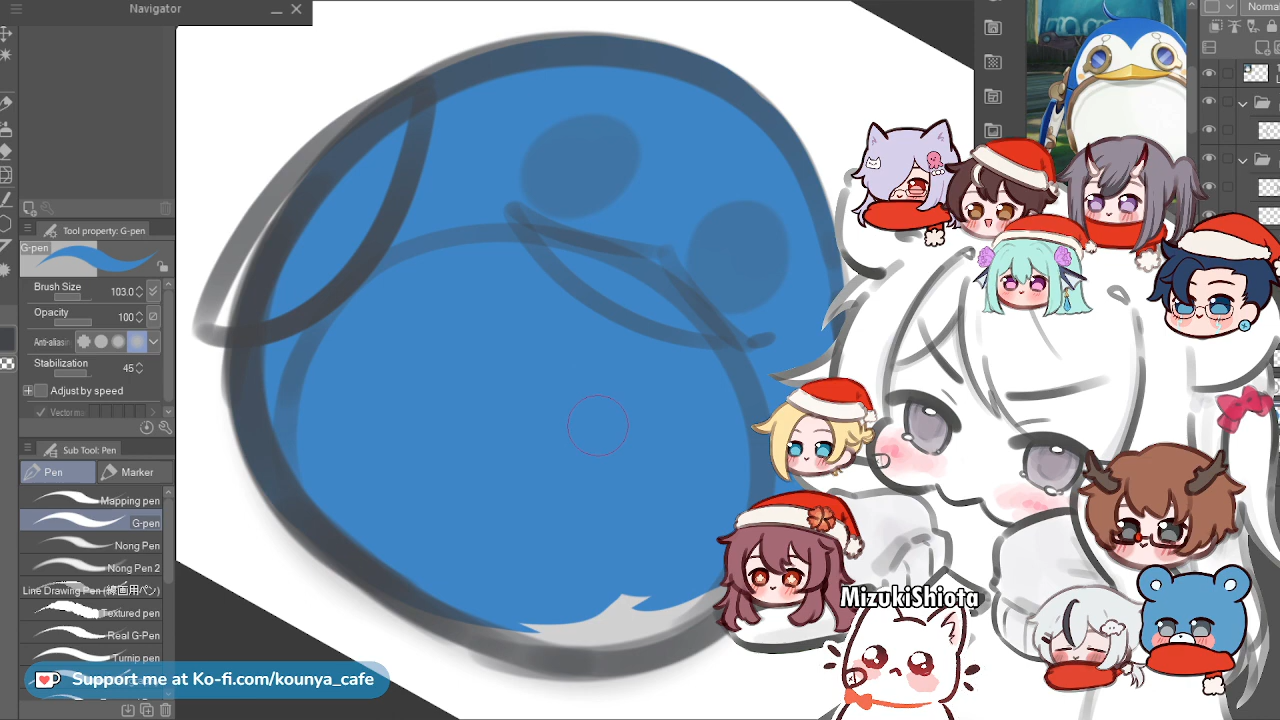 Navigator
Norma
Tool property: G-pen
G-pen
Brush Size
103.0
Opacity
100
Anti-alias
Stabilization
45
Adjust by speed
Vector m
Sub Tool: Pen
Pen
Marker
Mapping pen
G-pen
Nong Pen
Nong Pen 2
Line Drawing Pen (線画用ペン)
Textured pen
Real G-Pen
Turnip pen
MizukiShiota
Support me at Ko-fi.com/kounya_cafe